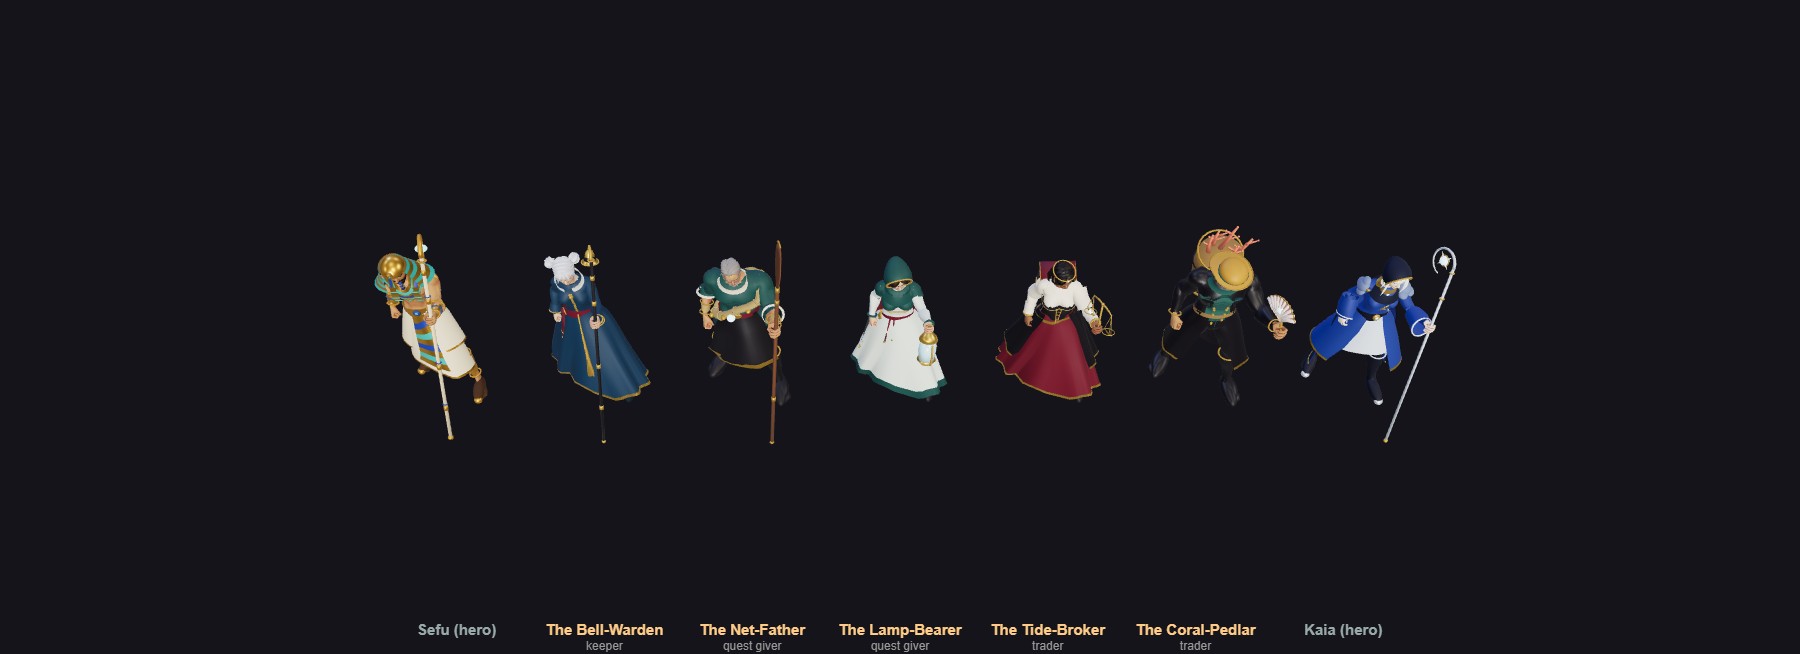 Sefu (hero)
The Bell-Warden
keeper
The Net-Father
quest giver
The Lamp-Bearer
quest giver
The Tide-Broker
trader
The Coral-Pedlar
trader
Kaia (hero)